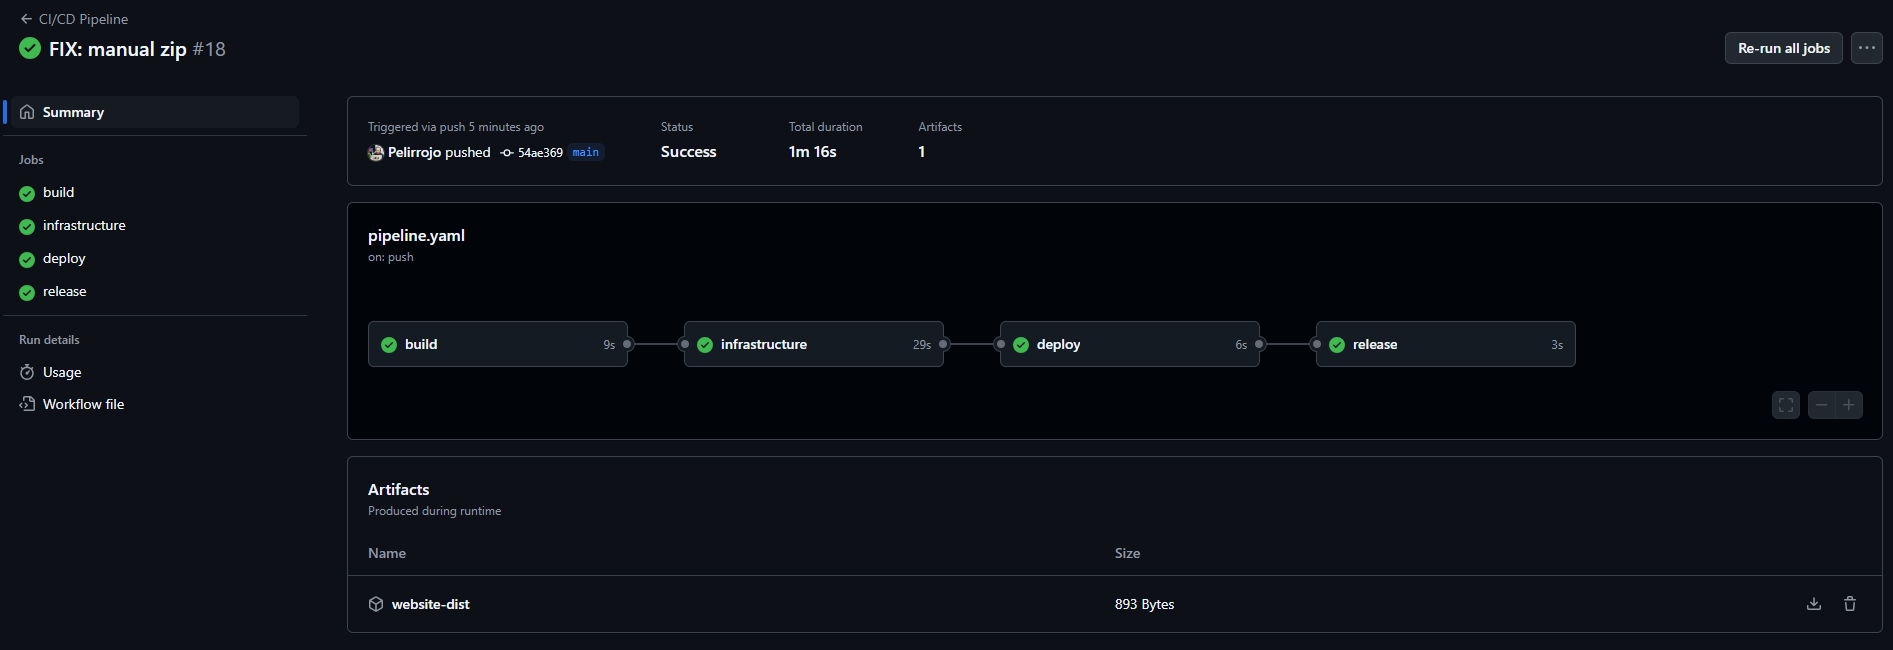 CI/CD Pipeline
FIX: manual zip #18
Re-run all jobs
Summary
Jobs
build
infrastructure
deploy
release
Run details
Usage
Workflow file
Triggered via push 5 minutes ago
Pelirrojo pushed 54ae369 main
Status
Success
Total duration
1m 16s
Artifacts
1
pipeline.yaml
on: push
build 9s
infrastructure 29s
deploy 6s
release 3s
Artifacts
Produced during runtime
Name Size
website-dist 893 Bytes